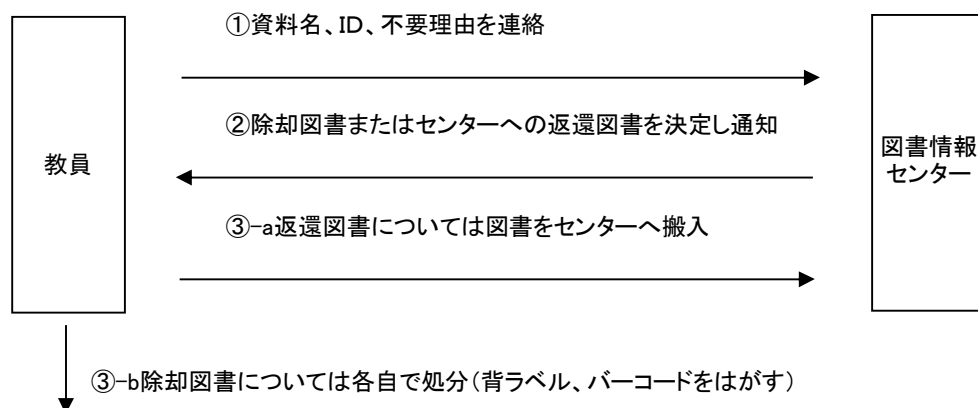 ①資料名、ID、不要理由を連絡
②除却図書またはセンターへの返還図書を決定し通知
教員
図書情報
センター
③-a返還図書については図書をセンターへ搬入
③-b除却図書については各自で処分（背ラベル、バーコードをはがす）